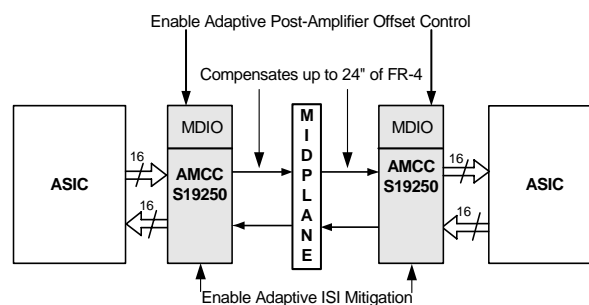 Enable Adaptive Post-Amplifier Offset Control
Compensates up to 24" of FR-4
MDIO
MDIO
MIDPLANE
ASIC
16
16
AMCC
S19250
AMCC
S19250
16
16
ASIC
Enable Adaptive ISI Mitigation